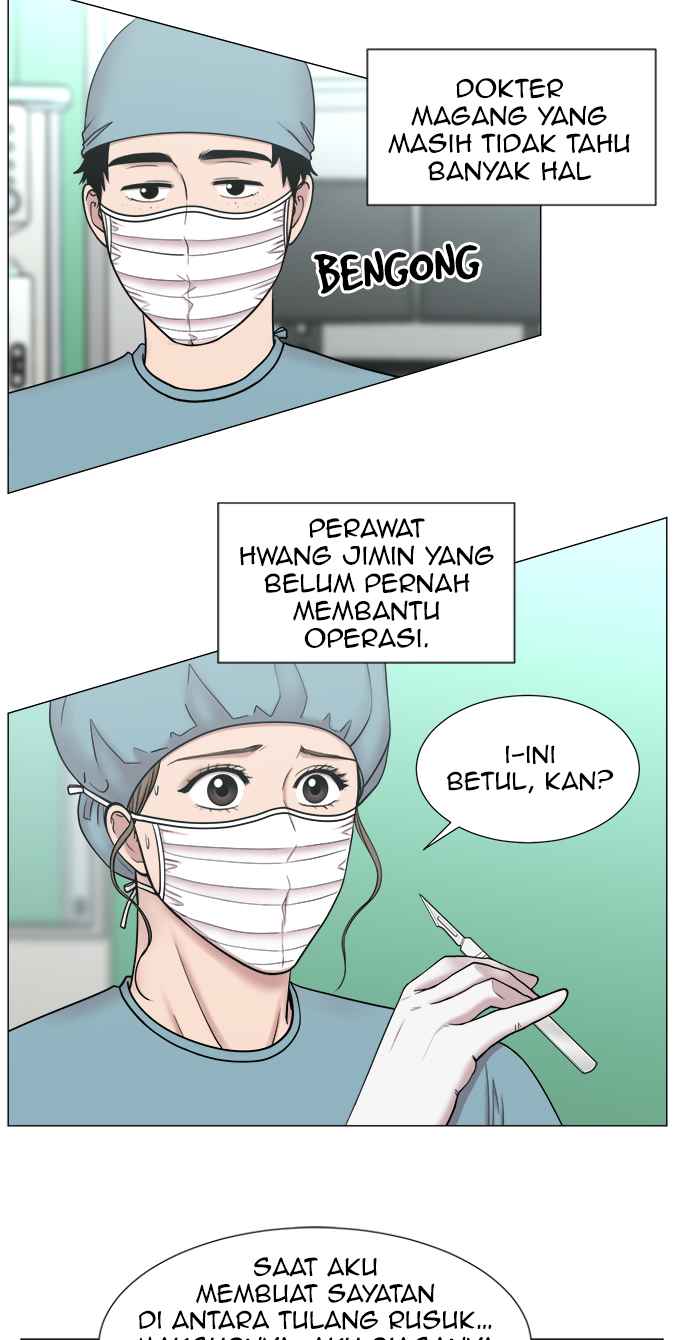 DOKTER
MAGANG YANG
MASIH TIDAK TAHU
BANYAK HAL
BENGONG
PERAWAT
HWANG JIMIN YANG
BELUM PERNAH
MEMBANTU
OPERASI.
I-INI
BETUL, KAN?
SAAT AKU
MEMBUAT SAYATAN
DI ANTARA TULANG RUSUK...